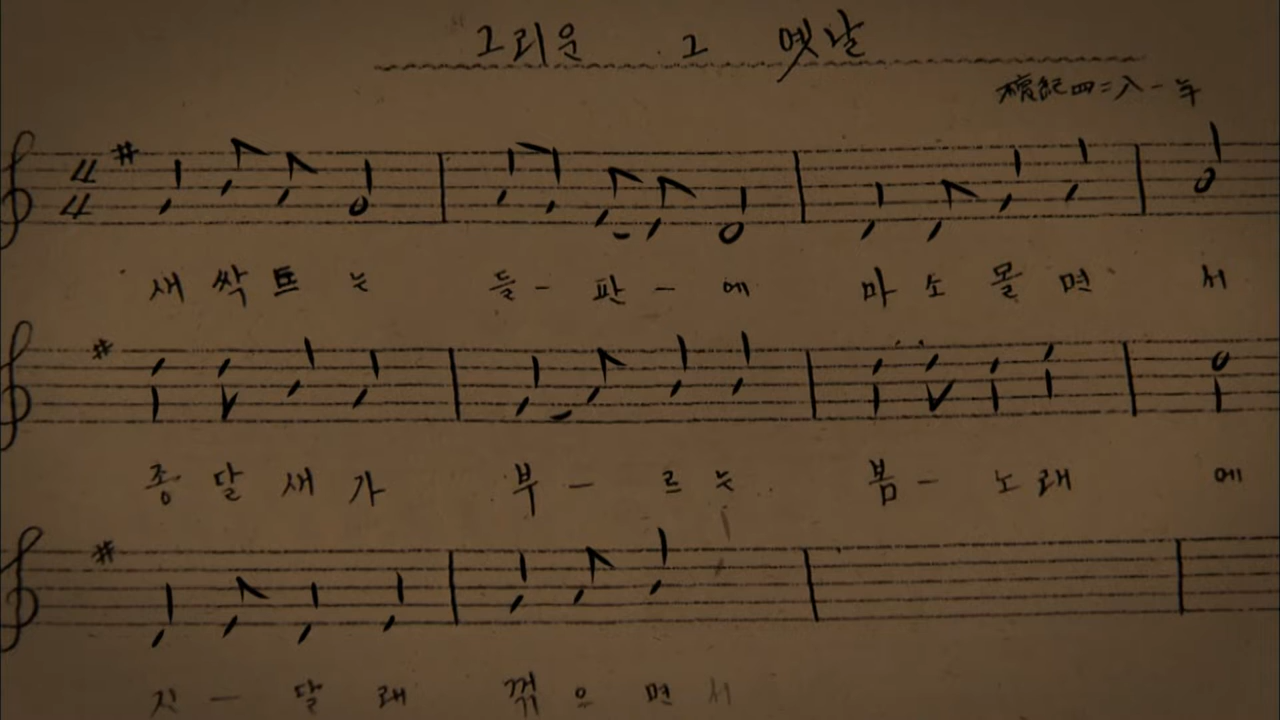 그리운 그 옛날
檀紀四二八一年
4/4
새싹트는 들-판-에 마소몰면서
종달새가 부-르는 봄-노래에
진-달래 꺾으면서